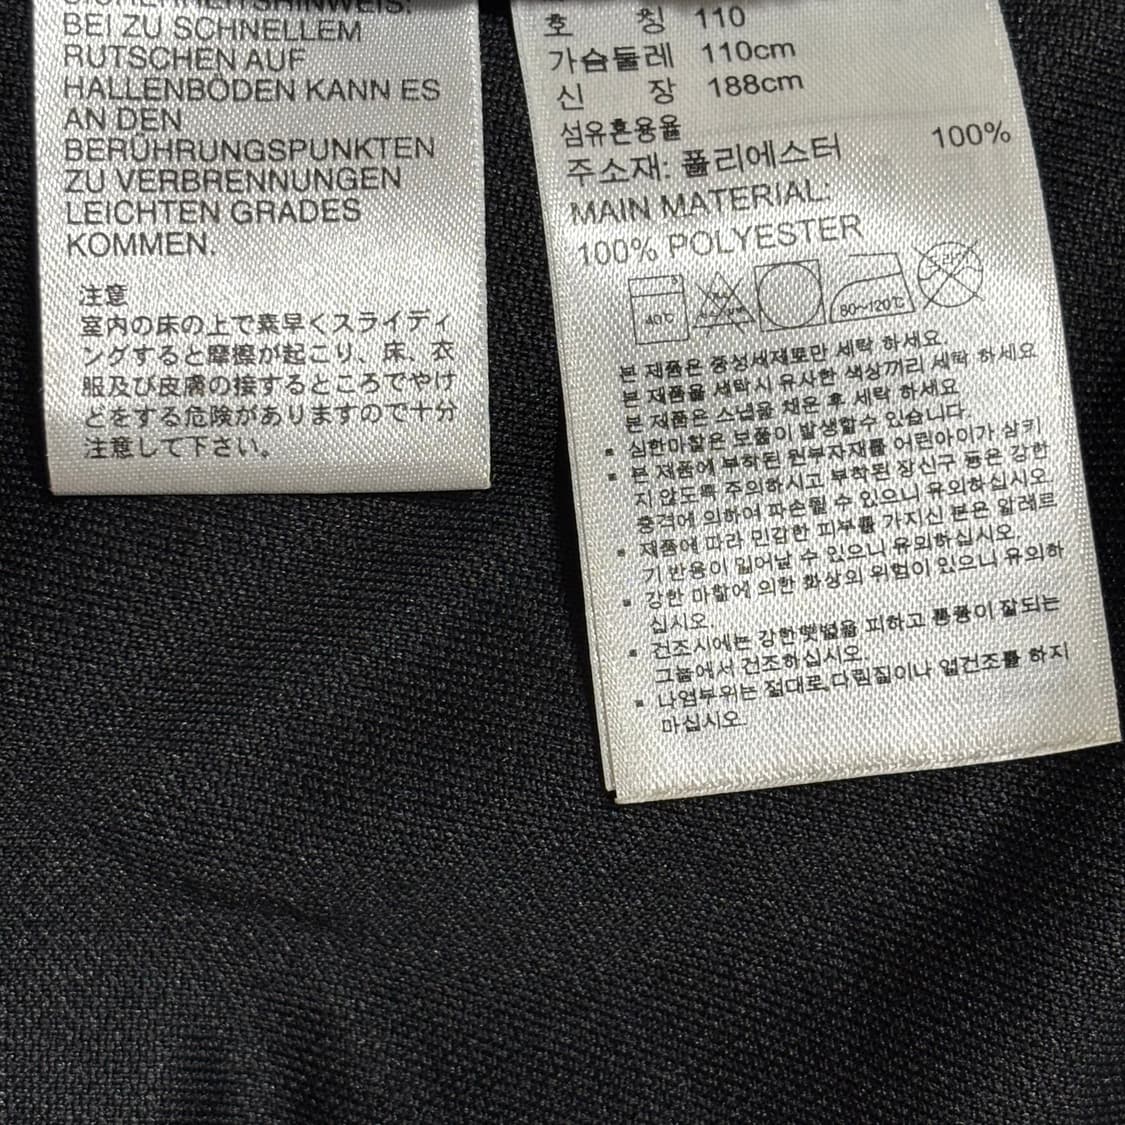 SICHERHEITSHINWEIS:
BEI ZU SCHNELLEM
RUTSCHEN AUF
HALLENBÖDEN KANN ES
AN DEN
BERÜHRUNGSPUNKTEN
ZU VERBRENNUNGEN
LEICHTEN GRADES
KOMMEN.
注意
室内の床の上で素早くスライディ
ングすると摩擦が起こり、床、衣
服及び皮膚の接するところでやけ
どをする危険がありますので十分
注意して下さい。
호 칭 110
가슴둘레 110cm
신 장 188cm
섬유혼용율
주소재: 폴리에스터 100%
MAIN MATERIAL:
100% POLYESTER
40℃ 80~120℃
본 제품은 중성세제로만 세탁 하세요.
본 제품을 세탁시 유사한 색상끼리 세탁 하세요
본 제품은 스냅을 채운 후 세탁 하세요
▪ 심한마찰은 보풀이 발생할수 있습니다.
▪ 본 제품에 부착된 원부자재를 어린아이가 삼키
지 않도록 주의하시고 부착된 장신구 등은 강한
충격에 의하여 파손될 수 있으니 유의하십시오
▪ 제품에 따라 민감한 피부를 가지신 분은 알레르
기 반응이 일어날 수 있으니 유의하십시오.
▪ 강한 마찰에 의한 화상의 위험이 있으니 유의하
십시오.
▪ 건조시에는 강한햇볕을 피하고 통풍이 잘되는
그늘에서 건조하십시오
▪ 나염부위는 절대로 다림질이나 열건조를 하지
마십시오.